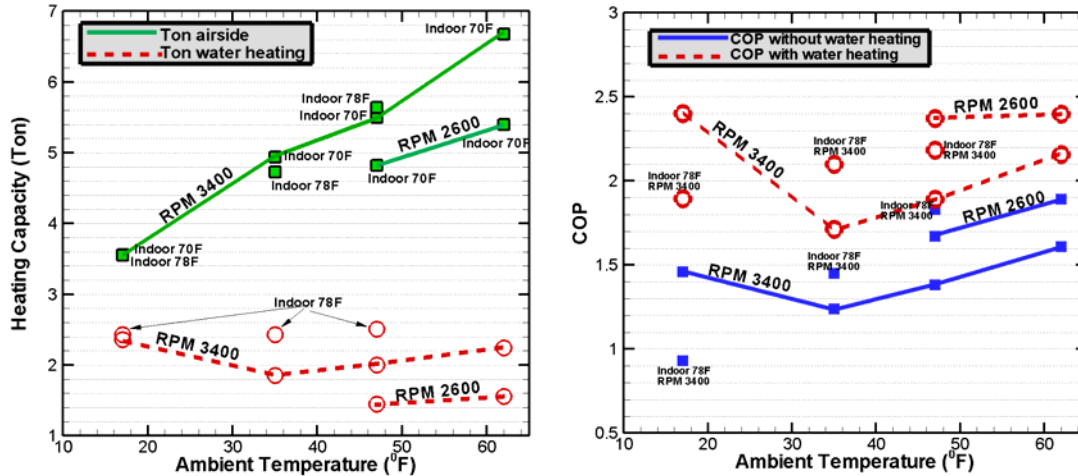 7
6
5
4
3
2
1
Heating Capacity (Ton)
Ton airside
Ton water heating
Indoor 70F
Indoor 78F
Indoor 70F
RPM 2600
Indoor 70F
Indoor 70F
Indoor 78F
Indoor 70F
RPM 3400
Indoor 70F
Indoor 78F
Indoor 78F
RPM 3400
RPM 2600
10
20
30
40
50
60
Ambient Temperature (⁰F)
3
2.5
2
1.5
1
0.5
COP
COP without water heating
COP with water heating
RPM 2600
RPM 3400
Indoor 78F
RPM 3400
Indoor 78F
RPM 3400
Indoor 78F
RPM 3400
Indoor 78F
RPM 3400
RPM 2600
Indoor 78F
RPM 3400
RPM 3400
Indoor 78F
RPM 3400
10
20
30
40
50
60
Ambient Temperature (⁰F)